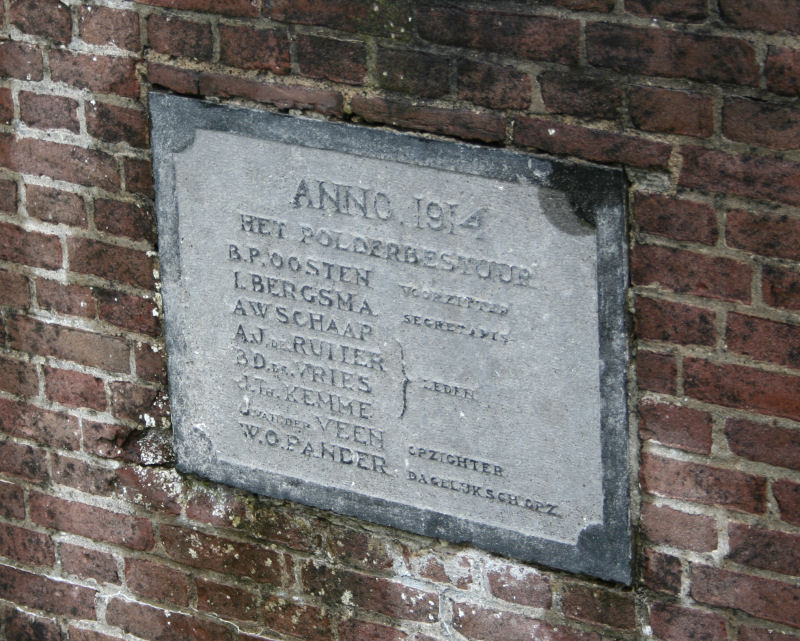 ANNO. 1914
HET POLDERBESTUUR
B.P. OOSTEN VOORZITTER
I. BERGSMA SECRETARIS
A.W SCHAAP
A.J. DE RUITER
B.D. DE VRIES LEDEN
J. TH. KEMME
J. VAN DER VEEN OPZIGHTER
W.O. PANDER DAGELIJKSCH OPZ.